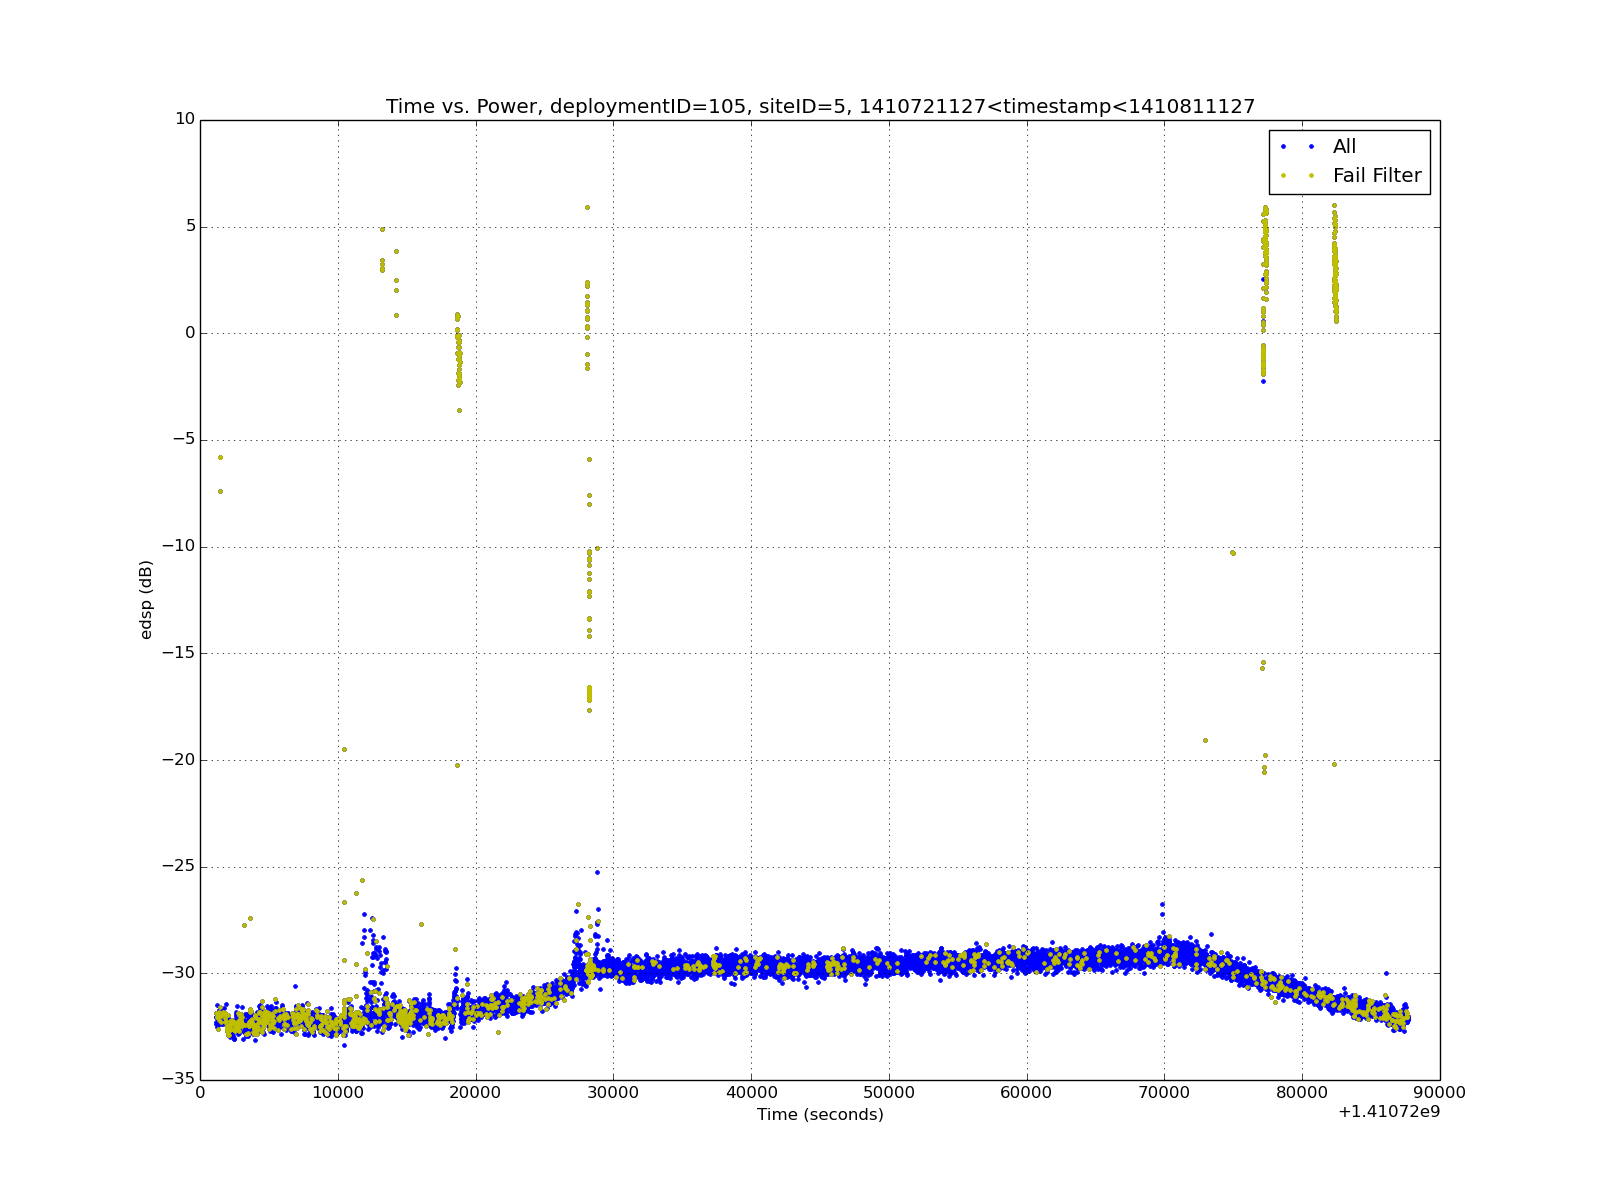 Time vs. Power, deploymentID=105, siteID=5, 1410721127<timestamp<1410811127
All
Fail Filter
10
5
0
−5
−10
−15
−20
−25
−30
−35
edsp (dB)
0 10000 20000 30000 40000 50000 60000 70000 80000 90000
Time (seconds)
+1.41072e9